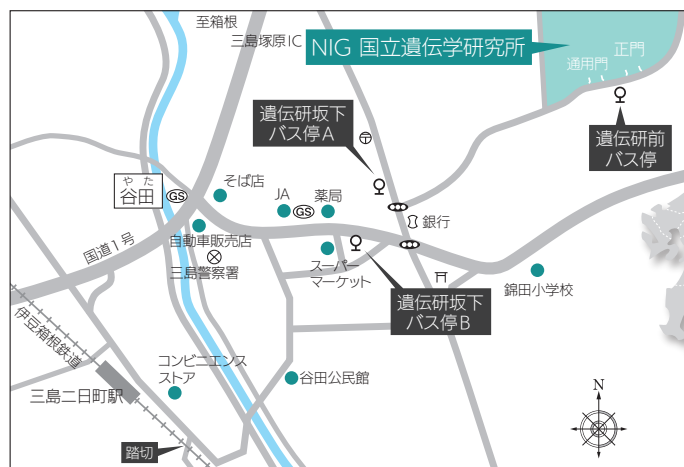 至箱根
三島塚原IC
NIG 国立遺伝学研究所
正門
通用門
遺伝研坂下
バス停A
遺伝研前
バス停
やた
谷田
GS
そば店
JA
GS
薬局
銀行
国道1号
自動車販売店
三島警察署
スーパー
マーケット
遺伝研坂下
バス停B
錦田小学校
伊豆箱根鉄道
コンビニエンス
ストア
谷田公民館
三島二日町駅
踏切
N